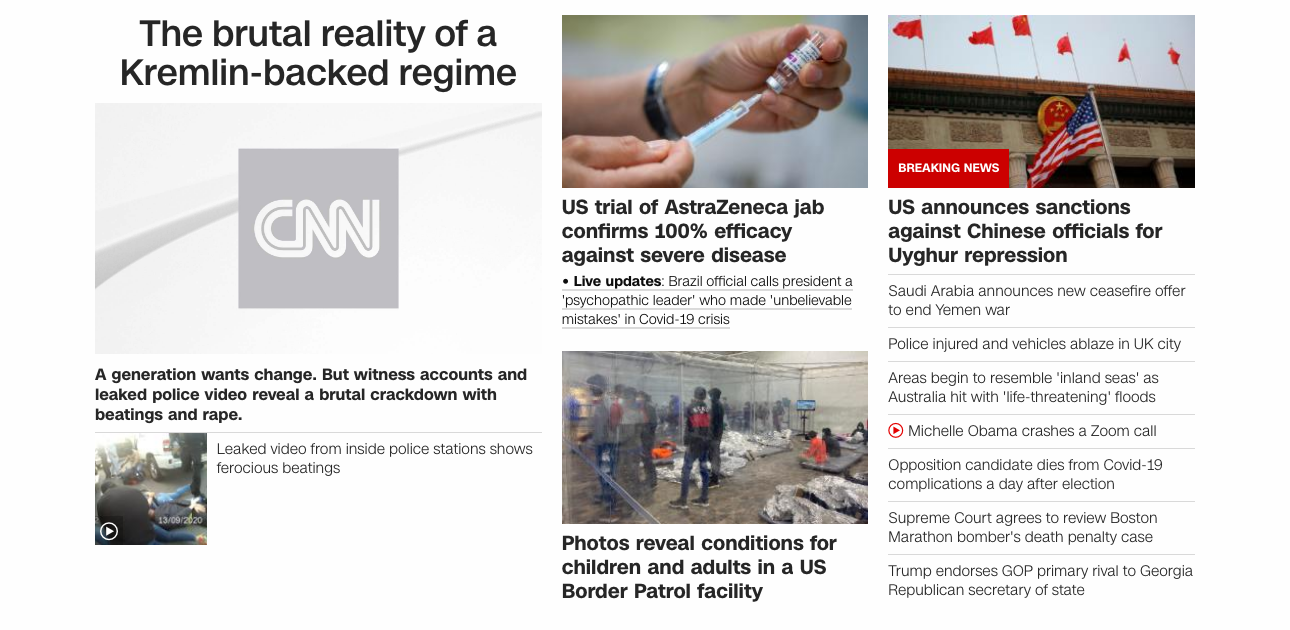 The brutal reality of a
Kremlin-backed regime
CNN
A generation wants change. But witness accounts and
leaked police video reveal a brutal crackdown with
beatings and rape.
13/09/2020
Leaked video from inside police stations shows
ferocious beatings
US trial of AstraZeneca jab
confirms 100% efficacy
against severe disease
• Live updates: Brazil official calls president a
'psychopathic leader' who made 'unbelievable
mistakes' in Covid-19 crisis
Photos reveal conditions for
children and adults in a US
Border Patrol facility
BREAKING NEWS
US announces sanctions
against Chinese officials for
Uyghur repression
Saudi Arabia announces new ceasefire offer
to end Yemen war
Police injured and vehicles ablaze in UK city
Areas begin to resemble 'inland seas' as
Australia hit with 'life-threatening' floods
Michelle Obama crashes a Zoom call
Opposition candidate dies from Covid-19
complications a day after election
Supreme Court agrees to review Boston
Marathon bomber's death penalty case
Trump endorses GOP primary rival to Georgia
Republican secretary of state